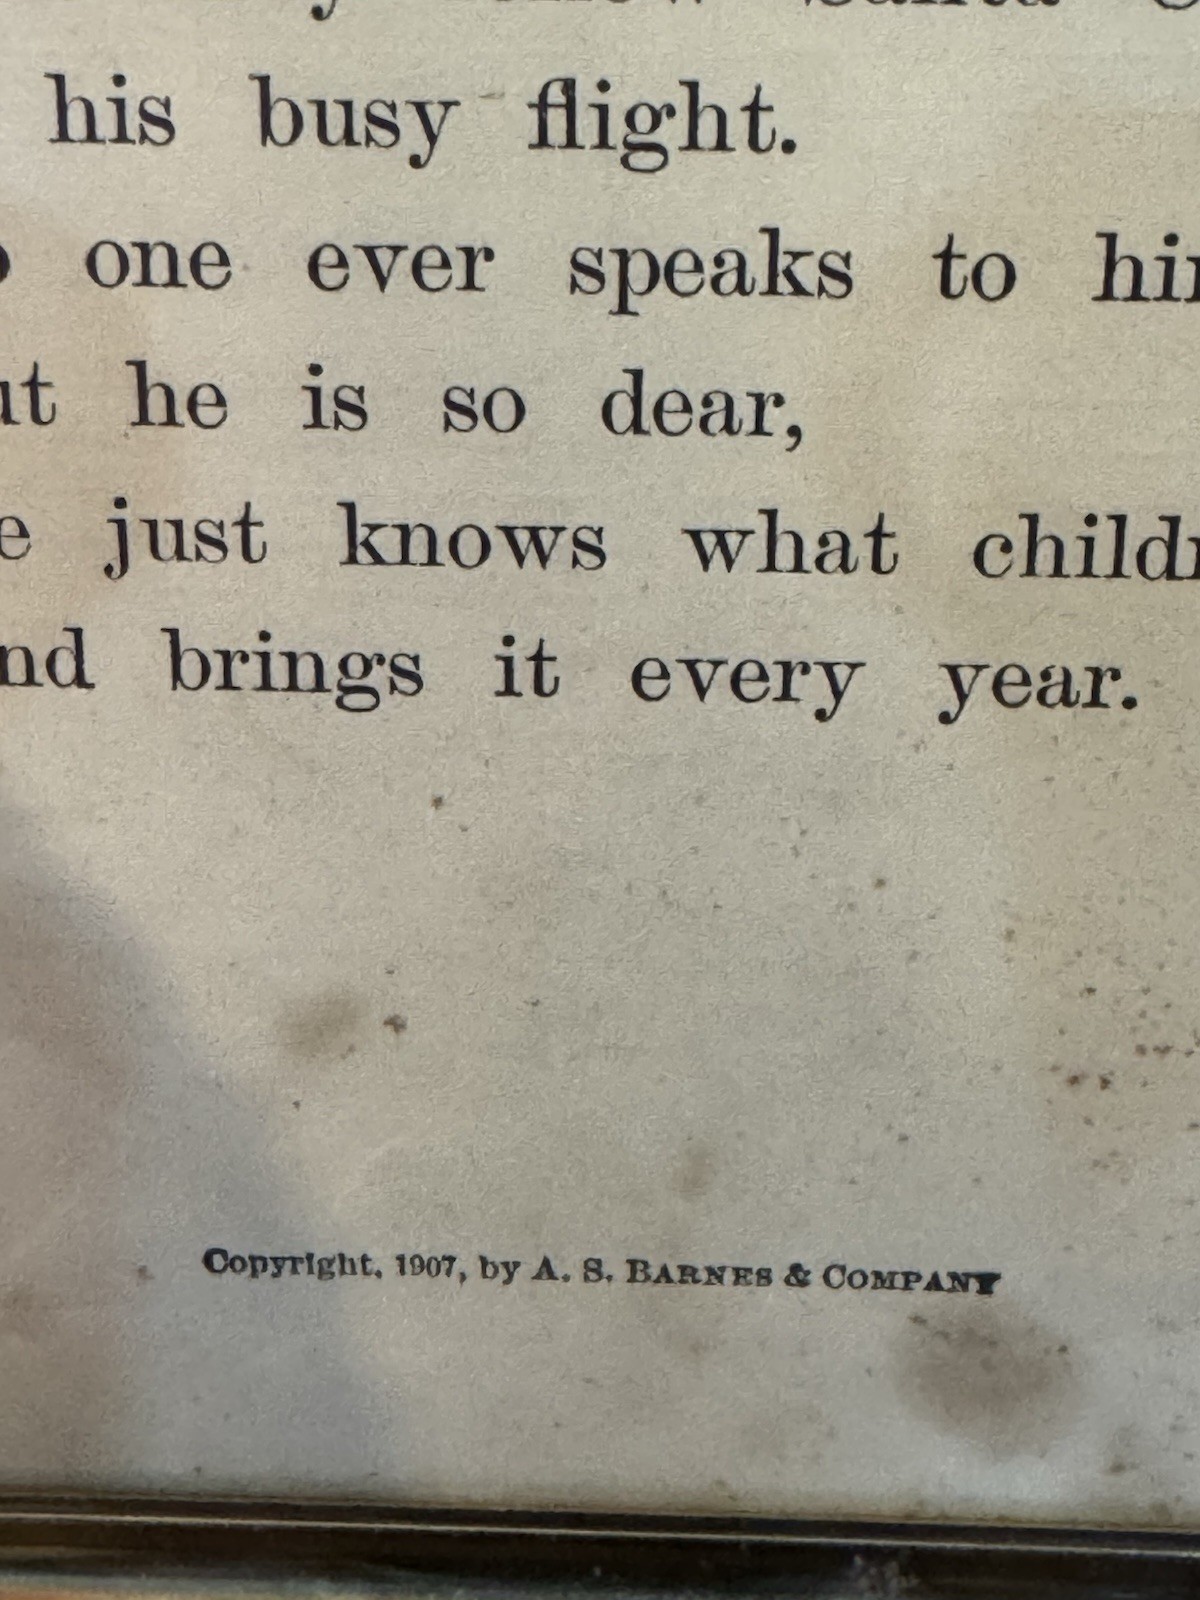 his busy flight.
one ever speaks to
he is so dear,
just knows what
brings it every year.
Copyright, 1907, by A. S. BARNES & COMPANY